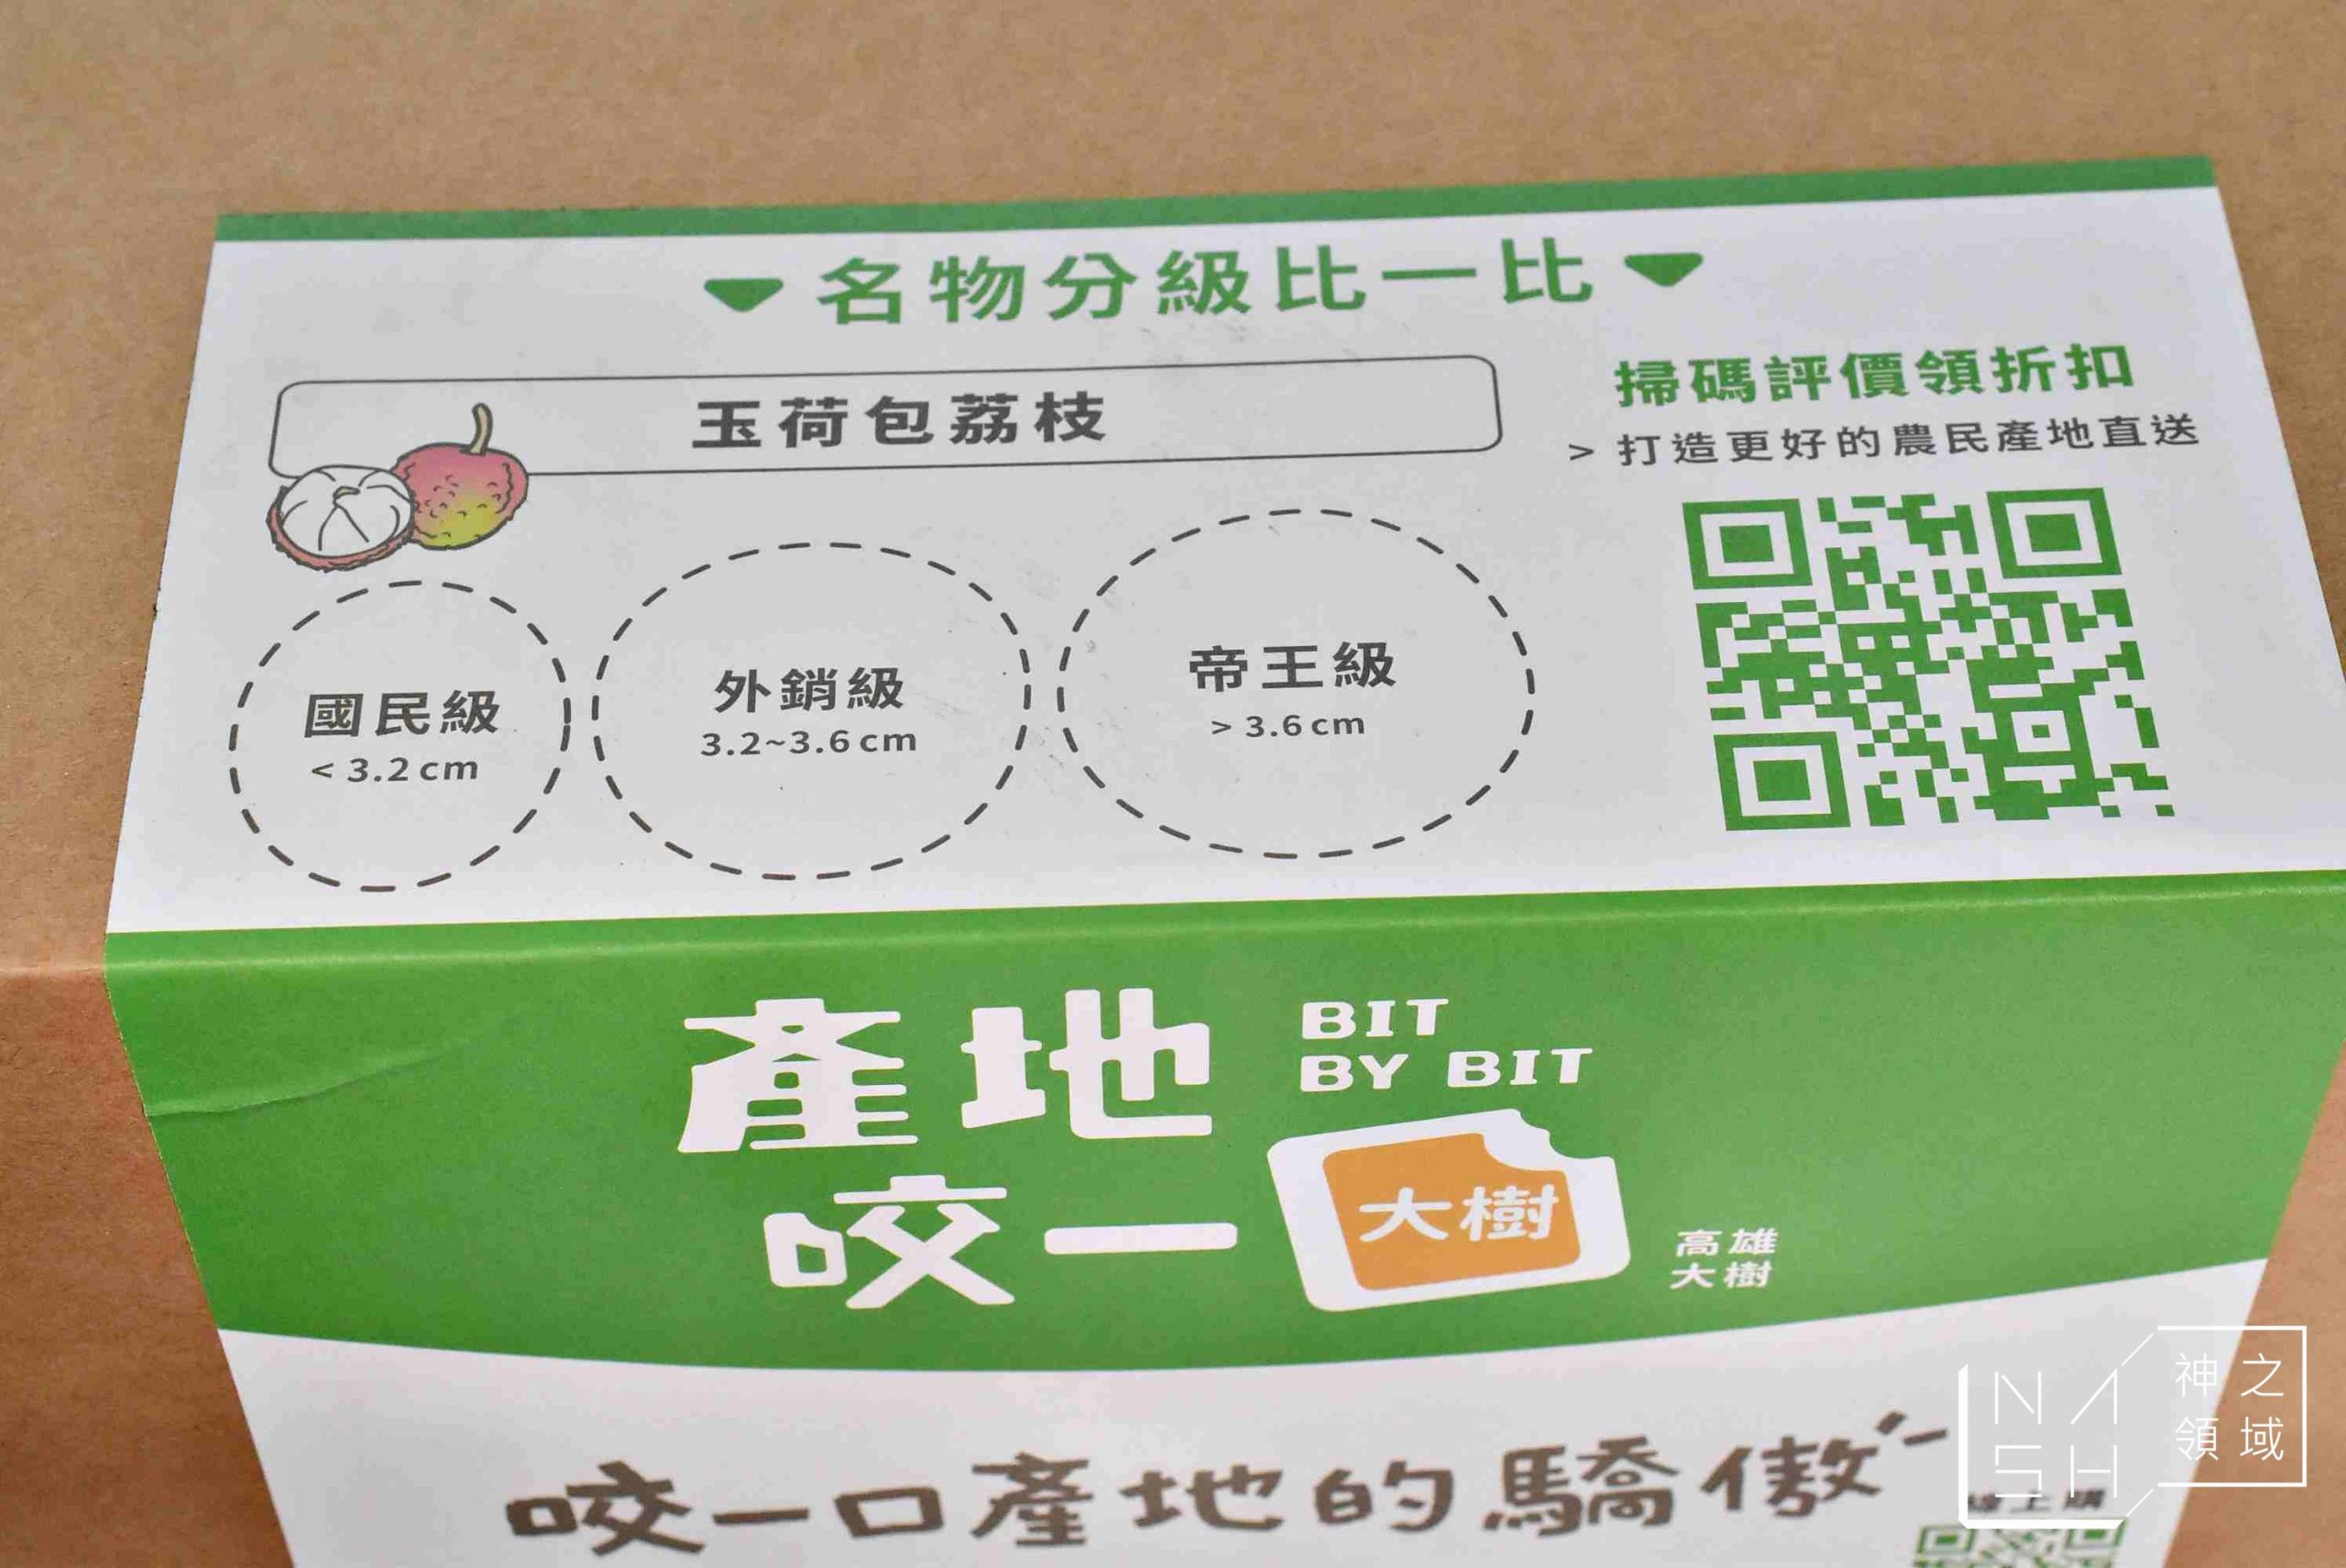 名物分級比一比
玉荷包荔枝
掃碼評價領折扣
> 打造更好的農民產地直送
國民級
< 3.2 cm
外銷級
3.2~3.6 cm
帝王級
> 3.6 cm
產地
咬一
BIT
BY BIT
大樹
高雄
大樹
咬一口產地的驕傲
線上購
NASH
神之
領域